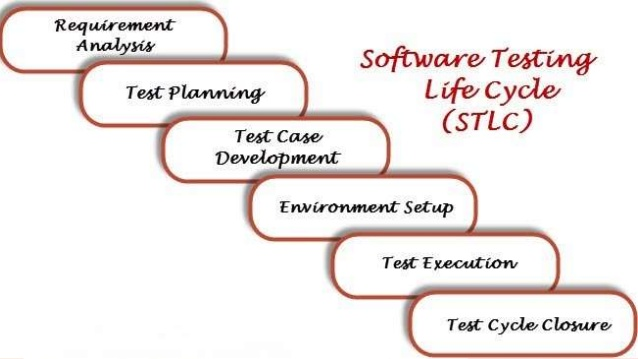 Requirement
Analysis
Software Testing
Life Cycle
(STLC)
Test Planning
Test Case
Development
Environment Setup
Test Execution
Test Cycle Closure